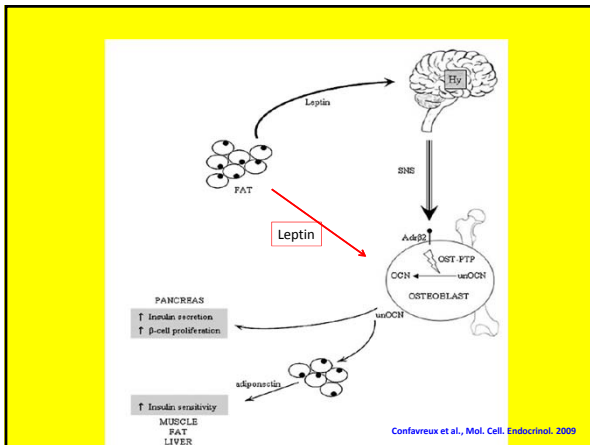 Hy
Leptin
FAT
SNS
Leptin
Adrβ2
OST-PTP
OCN
unOCN
OSTEOBLAST
PANCREAS
↑ Insulin secretion
↑ β-cell proliferation
unOCN
adiponectin
↑ Insulin sensitivity
MUSCLE
FAT
LIVER
Confavreux et al., Mol. Cell. Endocrinol. 2009